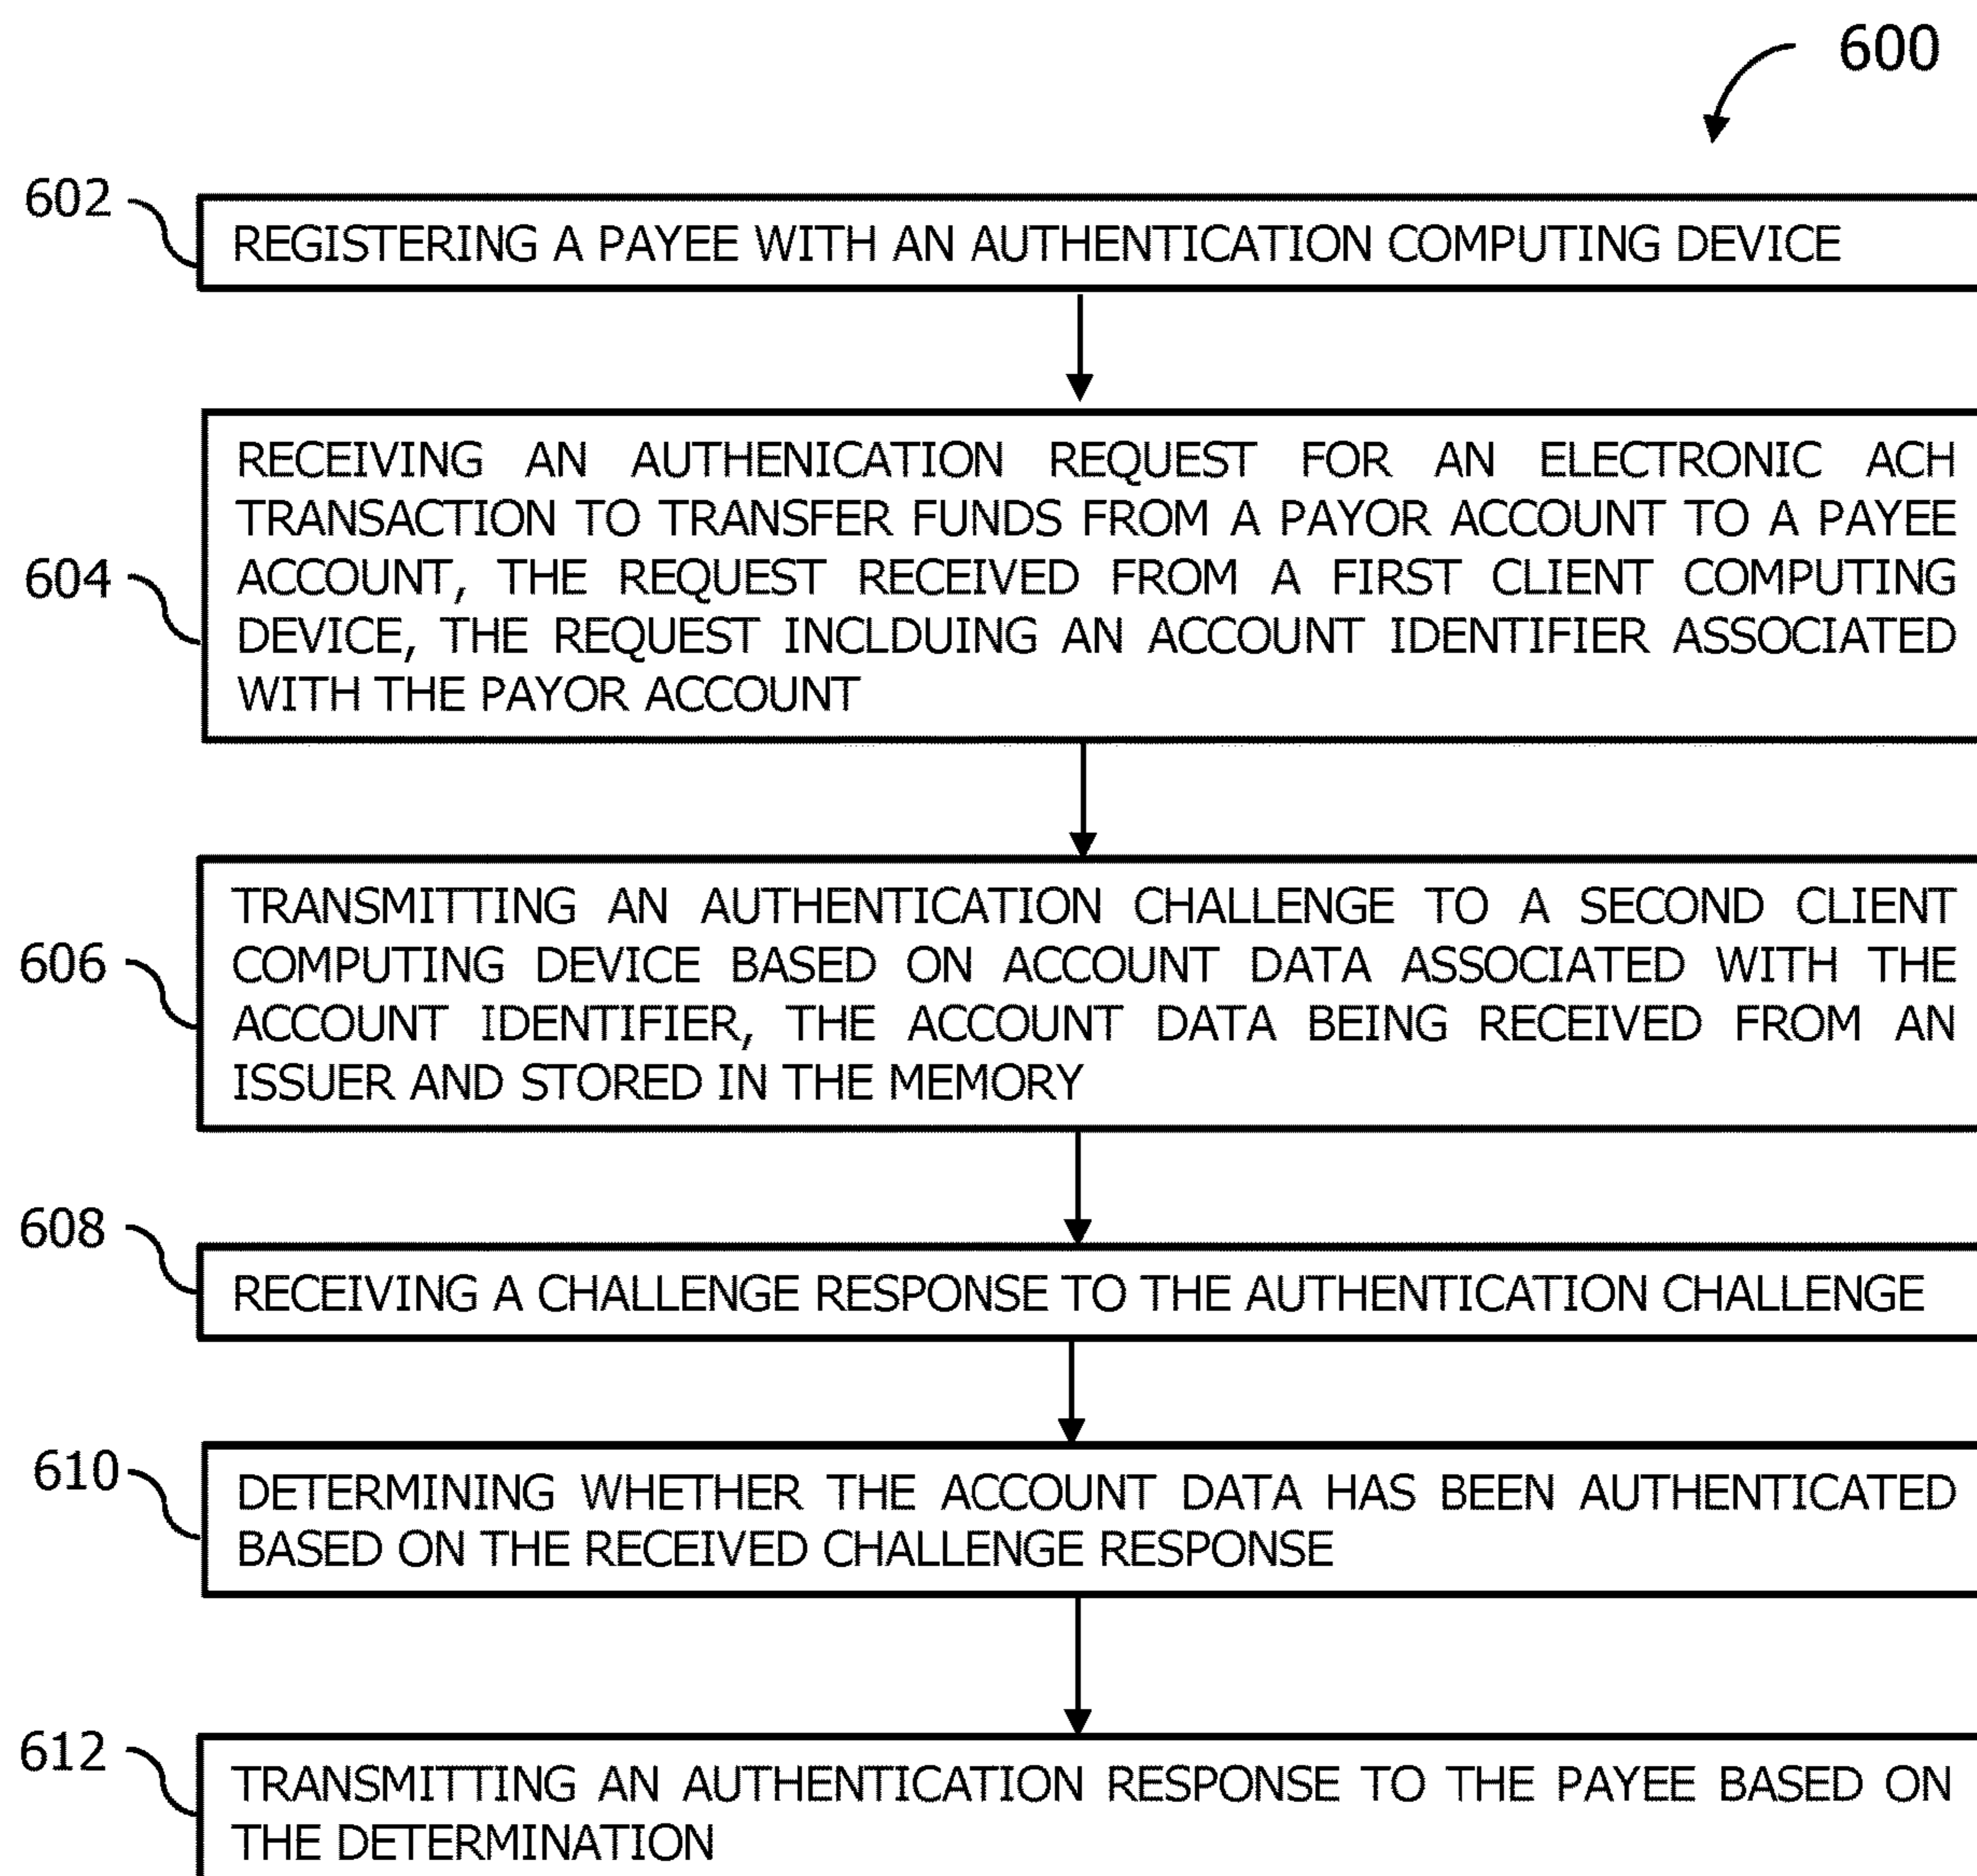 600
602
REGISTERING A PAYEE WITH AN AUTHENTICATION COMPUTING DEVICE
604
RECEIVING AN AUTHENICATION REQUEST FOR AN ELECTRONIC ACH
TRANSACTION TO TRANSFER FUNDS FROM A PAYOR ACCOUNT TO A PAYEE
ACCOUNT, THE REQUEST RECEIVED FROM A FIRST CLIENT COMPUTING
DEVICE, THE REQUEST INCLDUING AN ACCOUNT IDENTIFIER ASSOCIATED
WITH THE PAYOR ACCOUNT
606
TRANSMITTING AN AUTHENTICATION CHALLENGE TO A SECOND CLIENT
COMPUTING DEVICE BASED ON ACCOUNT DATA ASSOCIATED WITH THE
ACCOUNT IDENTIFIER, THE ACCOUNT DATA BEING RECEIVED FROM AN
ISSUER AND STORED IN THE MEMORY
608
RECEIVING A CHALLENGE RESPONSE TO THE AUTHENTICATION CHALLENGE
610
DETERMINING WHETHER THE ACCOUNT DATA HAS BEEN AUTHENTICATED
BASED ON THE RECEIVED CHALLENGE RESPONSE
612
TRANSMITTING AN AUTHENTICATION RESPONSE TO THE PAYEE BASED ON
THE DETERMINATION